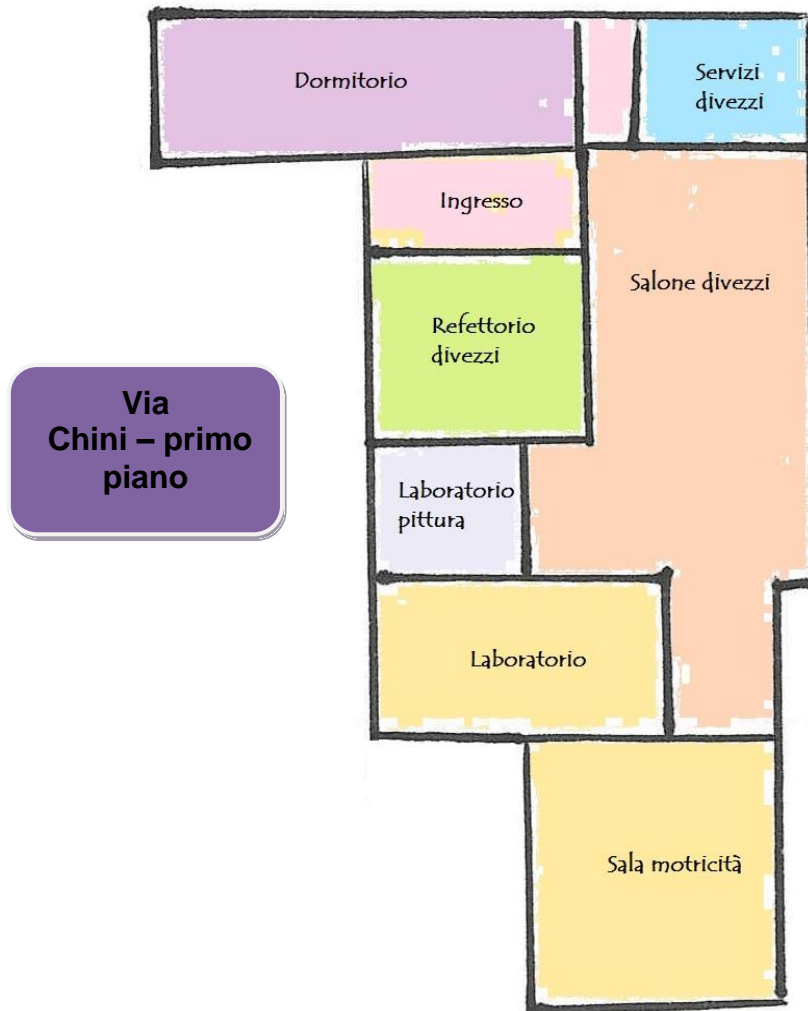 Dormitorio
Servizi
divezzi
Ingresso
Salone divezzi
Refettorio
divezzi
Via
Chini – primo
piano
Laboratorio
pittura
Laboratorio
Sala motricità